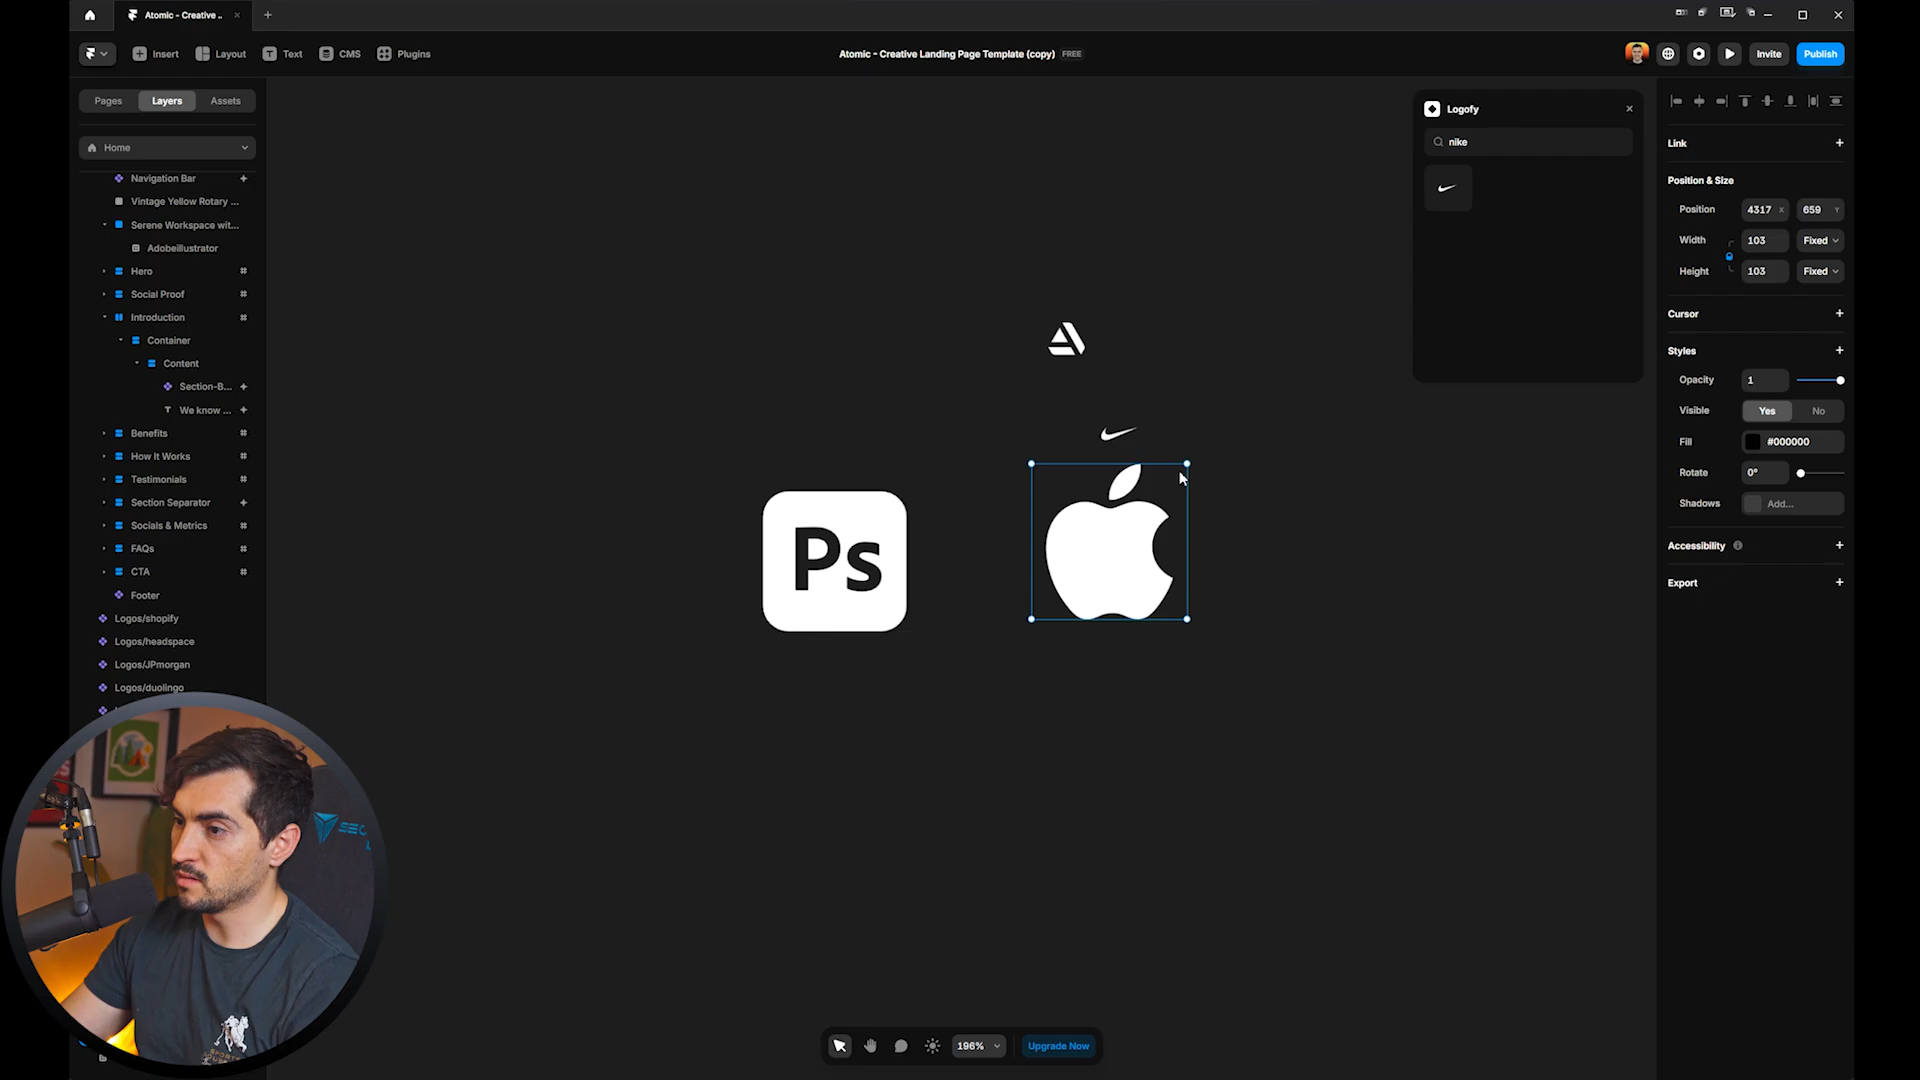 Atomic - Creative ..
Insert
Layout
Text
CMS
Plugins
Atomic - Creative Landing Page Template (copy)
FREE
Invite
Publish
Pages
Layers
Assets
Home
Navigation Bar
Vintage Yellow Rotary ...
Serene Workspace wit...
Adobeillustrator
Hero
Social Proof
Introduction
Container
Content
Section-B...
We know ...
Benefits
How It Works
Testimonials
Section Separator
Socials & Metrics
FAQs
CTA
Footer
Logos/shopify
Logos/headspace
Logos/JPmorgan
Logos/duolingo
Ps
Logofy
nike
Link
Position & Size
Position
4317
X
659
Y
Width
103
Fixed
Height
103
Fixed
Cursor
Styles
Opacity
1
Visible
Yes
No
Fill
#000000
Rotate
0°
Shadows
Add...
Accessibility
Export
196%
Upgrade Now